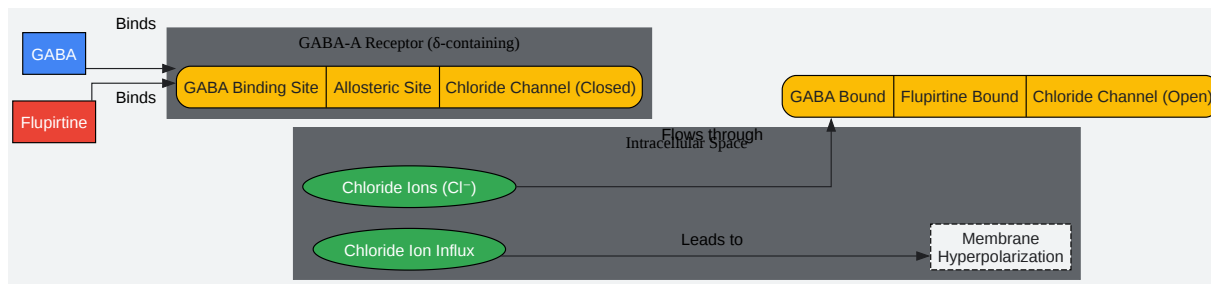 Binds
GABA
GABA-A Receptor (δ-containing)
GABA Binding Site
Allosteric Site
Chloride Channel (Closed)
Binds
Flupirtine
GABA Bound
Flupirtine Bound
Chloride Channel (Open)
Flows through
Intracellular Space
Chloride Ions (Cl⁻)
Chloride Ion Influx
Leads to
Membrane
Hyperpolarization